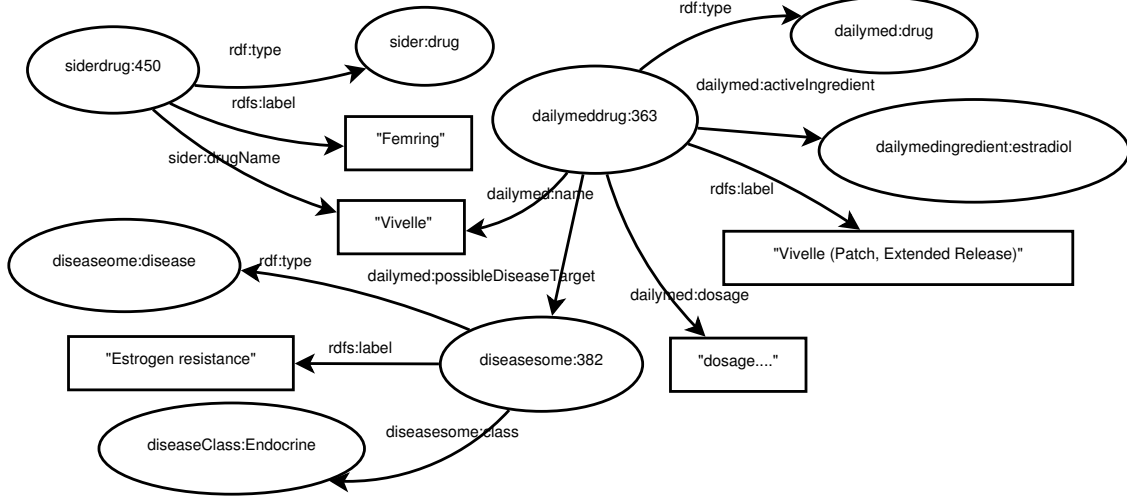 rdf:type
siderdrug:450
rdf:type
sider:drug
dailymed:drug
rdfs:label
dailymed:activeIngredient
dailymeddrug:363
"Femring"
dailymedingredient:estradiol
sider:drugName
rdfs:label
dailymed:name
"Vivelle"
"Vivelle (Patch, Extended Release)"
diseaseome:disease
rdf:type
dailymed:possibleDiseaseTarget
dailymed:dosage
"Estrogen resistance"
rdfs:label
diseasesome:382
"dosage...."
diseaseClass:Endocrine
diseasesome:class